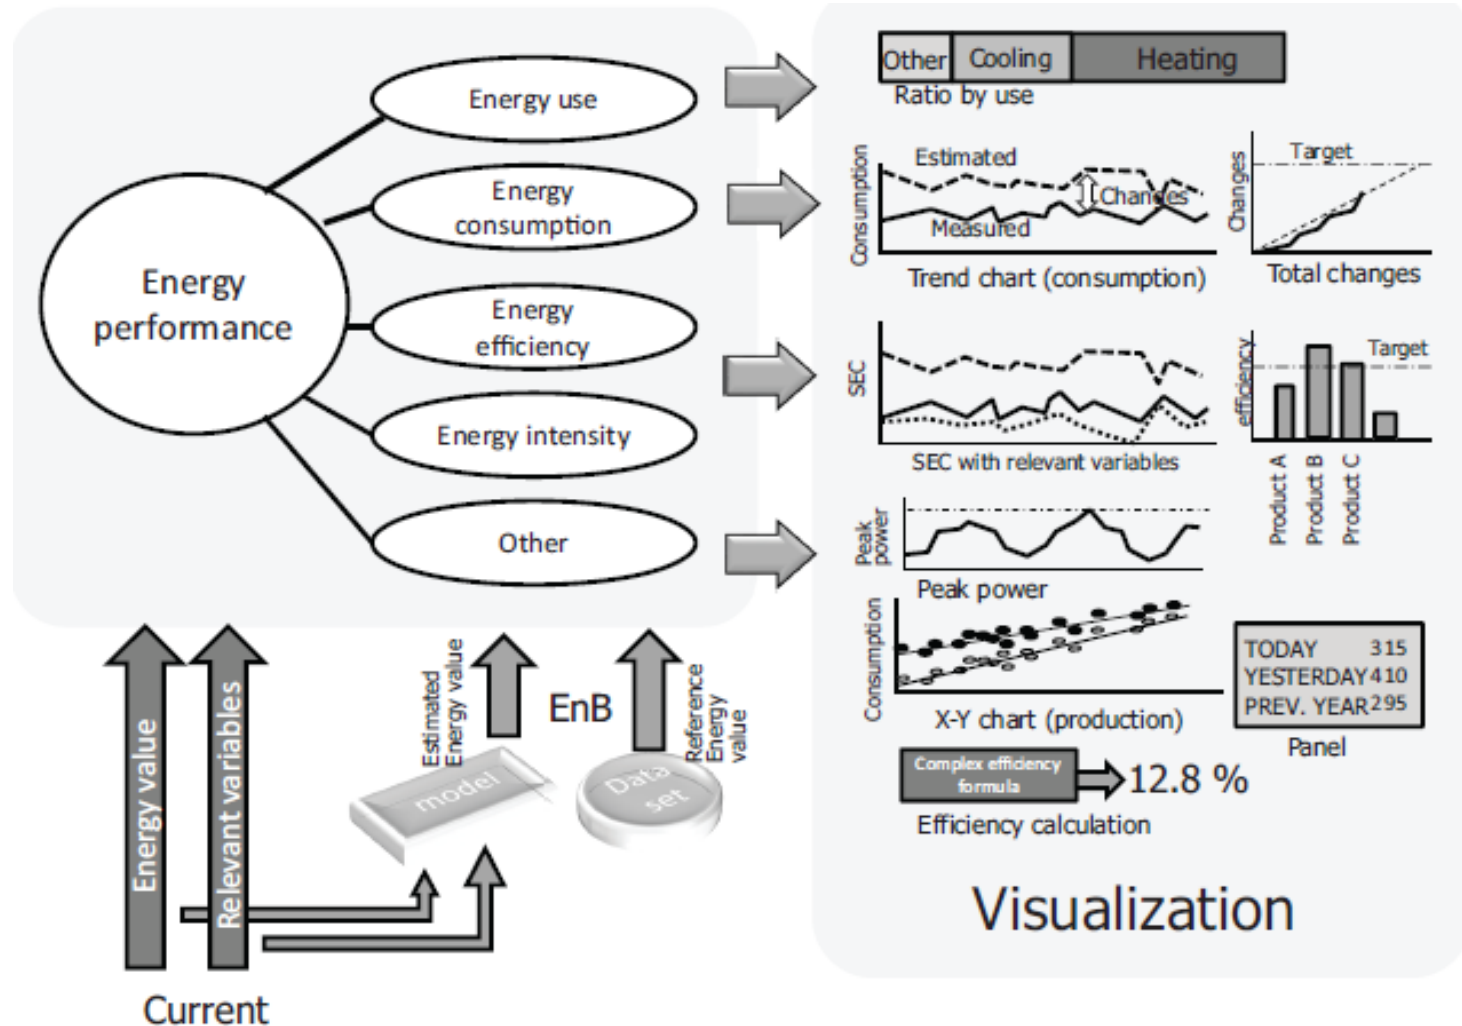 Energy performance
Energy use
Energy
consumption
Energy
efficiency
Energy intensity
Other
Energy value
Relevant variables
Current
Estimated
Energy value
model
EnB
Reference
Energy
value
Data
set
Other Cooling Heating
Ratio by use
Consumption
Estimated
Changes
Measured
Trend chart (consumption)
Changes
Target
Total changes
SEC
SEC with relevant variables
efficiency
Target
Product A
Product B
Product C
Peak
power
Peak power
Consumption
X-Y chart (production)
TODAY 315
YESTERDAY 410
PREV. YEAR 295
Panel
Complex efficiency
formula
12.8 %
Efficiency calculation
Visualization